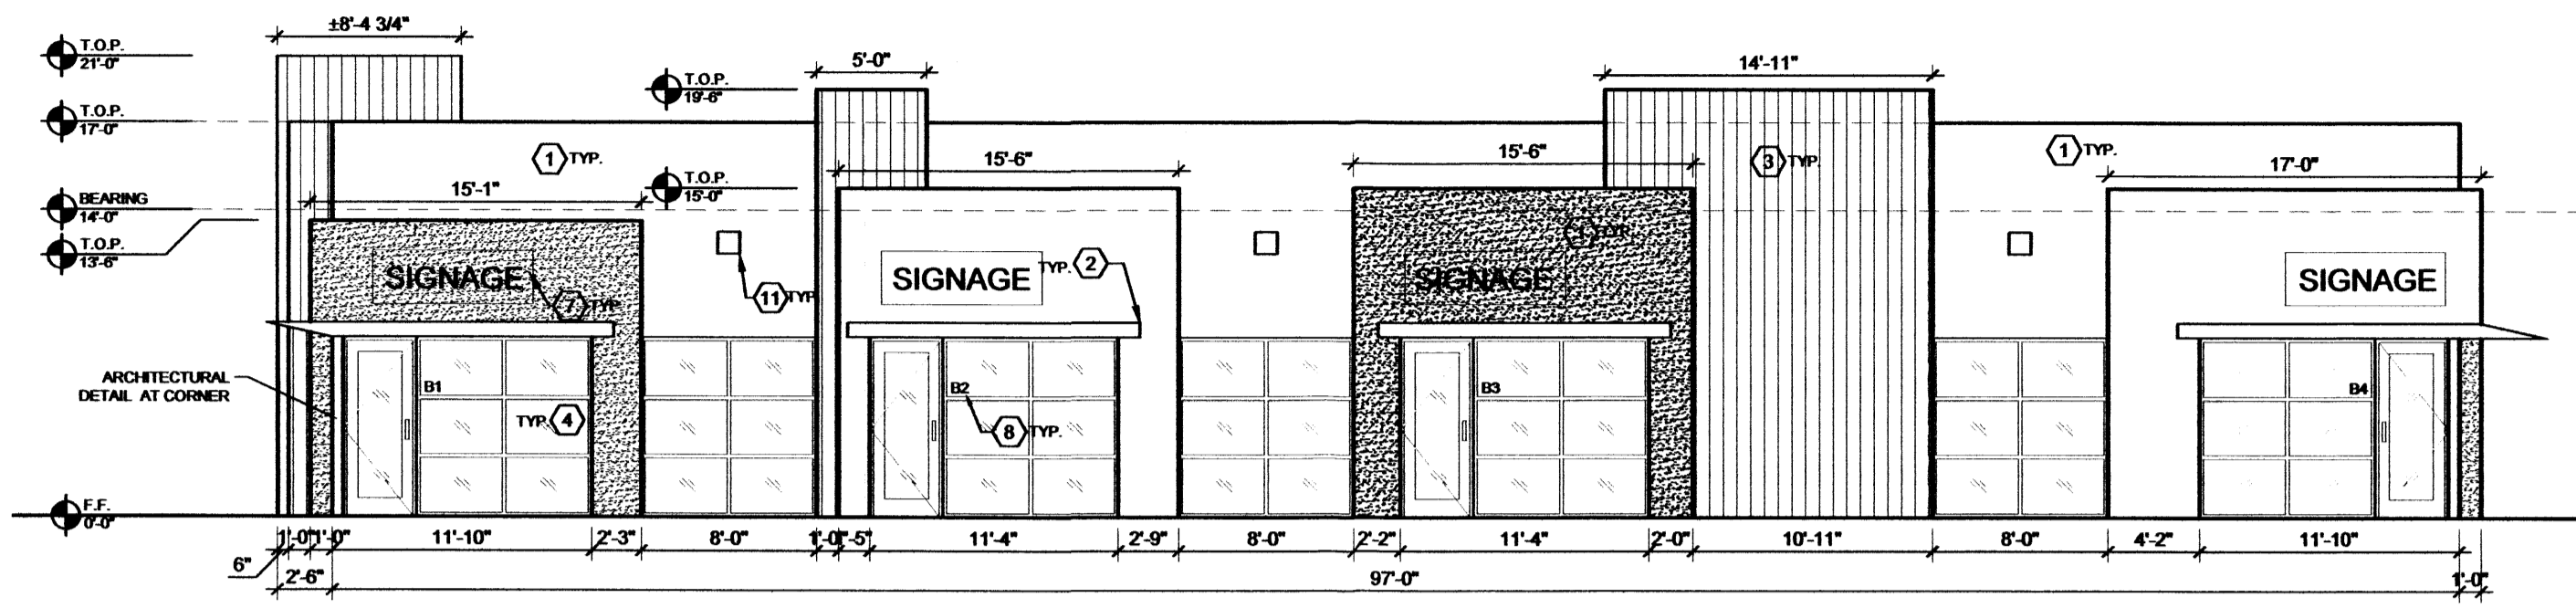 ±8'-4 3/4"
T.O.P.
21'-0"
5'-0"
14'-11"
T.O.P.
19'-6"
T.O.P.
17'-0"
1 TYP.
15'-6"
15'-6"
3 TYP.
1 TYP.
17'-0"
T.O.P.
15'-0"
15'-1"
BEARING
14'-0"
T.O.P.
13'-6"
1 TYP.
SIGNAGE
SIGNAGE
TYP. 2
SIGNAGE
SIGNAGE
7 TYP.
11 TYP.
ARCHITECTURAL
DETAIL AT CORNER
B1
B2
B3
B4
TYP. 4
8 TYP.
F.F.
0'-0"
1'-0" 1'-0" 11'-10" 2'-3" 8'-0" 1'-0" 11'-4" 2'-9" 8'-0" 2'-2" 11'-4" 2'-0" 10'-11" 8'-0" 4'-2" 11'-10"
6"
2'-6" 97'-0" 1'-0"